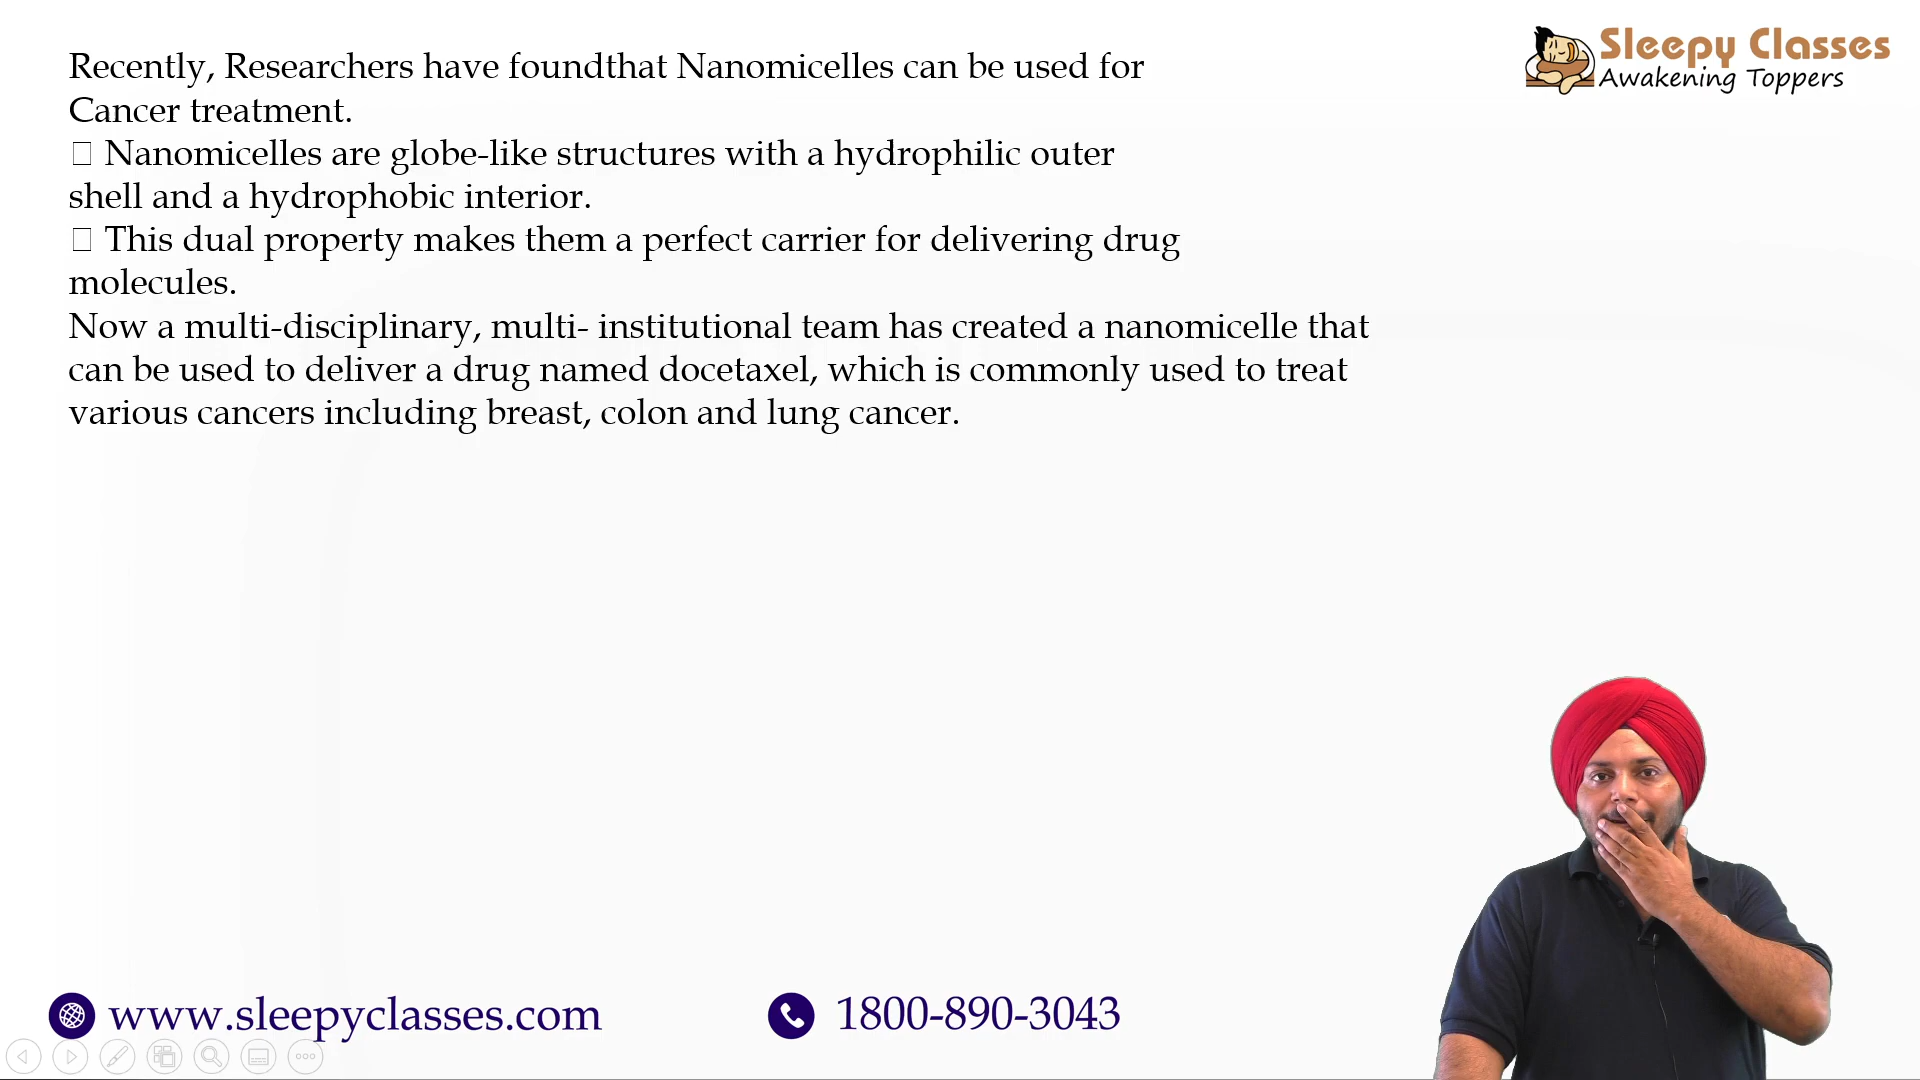 Sleepy Classes
Awakening Toppers
Recently, Researchers have foundthat Nanomicelles can be used for
Cancer treatment.
□ Nanomicelles are globe-like structures with a hydrophilic outer
shell and a hydrophobic interior.
□ This dual property makes them a perfect carrier for delivering drug
molecules.
Now a multi-disciplinary, multi- institutional team has created a nanomicelle that
can be used to deliver a drug named docetaxel, which is commonly used to treat
various cancers including breast, colon and lung cancer.
www.sleepyclasses.com
1800-890-3043